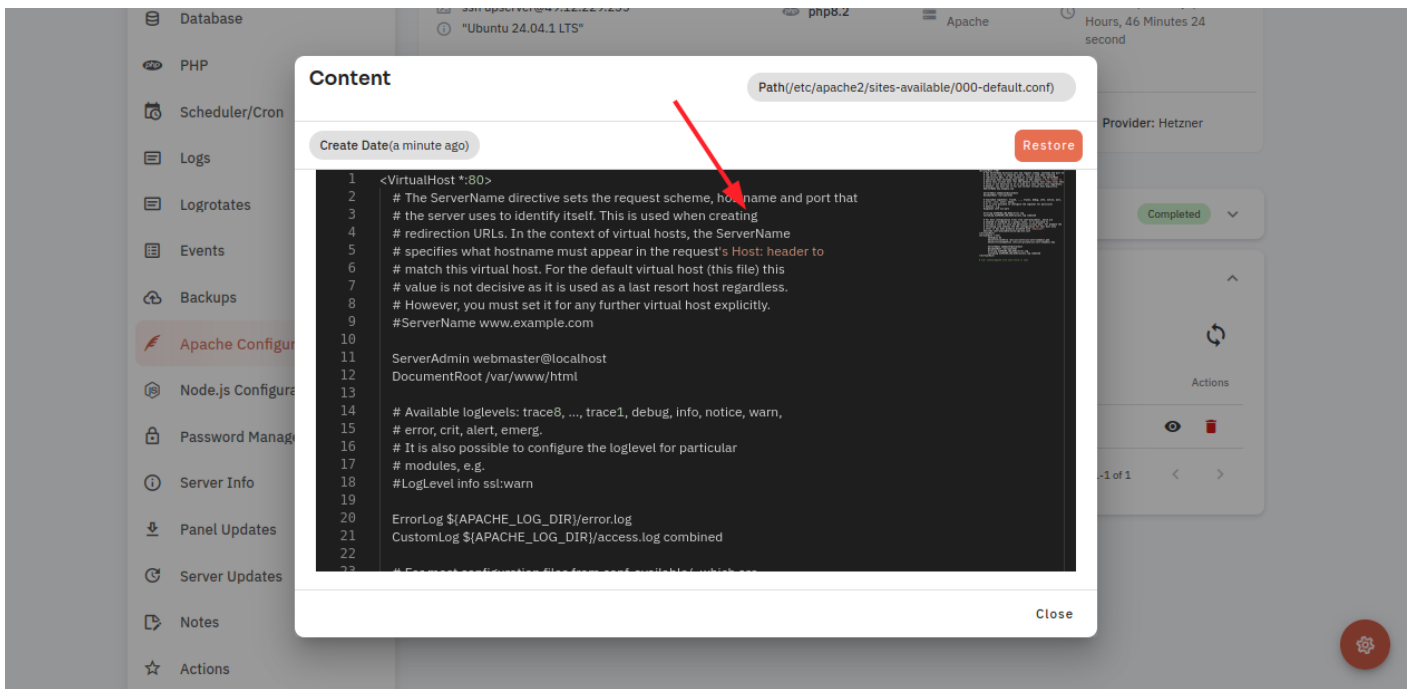 Database
PHP
Scheduler/Cron
Logs
Logrotates
Events
Backups
Apache Configur
Node.js Configura
Password Manage
Server Info
Panel Updates
Server Updates
Notes
Actions
"Ubuntu 24.04.1 LTS"
php8.2
Apache
Hours, 46 Minutes 24
second
Provider: Hetzner
Completed
Actions
-1 of 1
Content
Path(/etc/apache2/sites-available/000-default.conf)
Create Date(a minute ago)
Restore
1 <VirtualHost *:80>
2 # The ServerName directive sets the request scheme, hostname and port that
3 # the server uses to identify itself. This is used when creating
4 # redirection URLs. In the context of virtual hosts, the ServerName
5 # specifies what hostname must appear in the request's Host: header to
6 # match this virtual host. For the default virtual host (this file) this
7 # value is not decisive as it is used as a last resort host regardless.
8 # However, you must set it for any further virtual host explicitly.
9 #ServerName www.example.com
10
11 ServerAdmin webmaster@localhost
12 DocumentRoot /var/www/html
13
14 # Available loglevels: trace8, ..., trace1, debug, info, notice, warn,
15 # error, crit, alert, emerg.
16 # It is also possible to configure the loglevel for particular
17 # modules, e.g.
18 #LogLevel info ssl:warn
19
20 ErrorLog ${APACHE_LOG_DIR}/error.log
21 CustomLog ${APACHE_LOG_DIR}/access.log combined
22
23 # For most configuration files from conf-available/, which are
Close